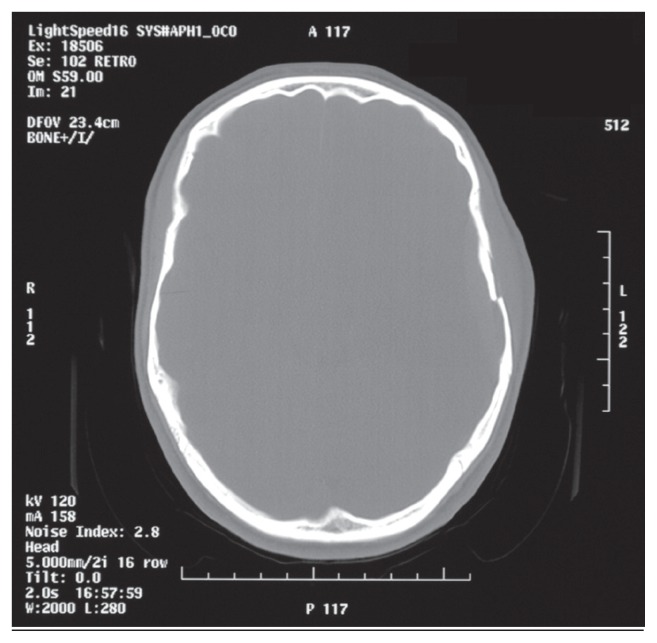 LightSpeed16 SYS#APH1_OCO
Ex: 18506
Se: 102 RETRO
OM S59.00
Im: 21
DFOV 23.4cm
BONE+/I/
A 117
512
R
1
1
2
L
1
2
2
kV 120
mA 158
Noise Index: 2.8
Head
5.000mm/2i 16 row
Tilt: 0.0
2.0s 16:57:59
W:2000 L:280
P 117